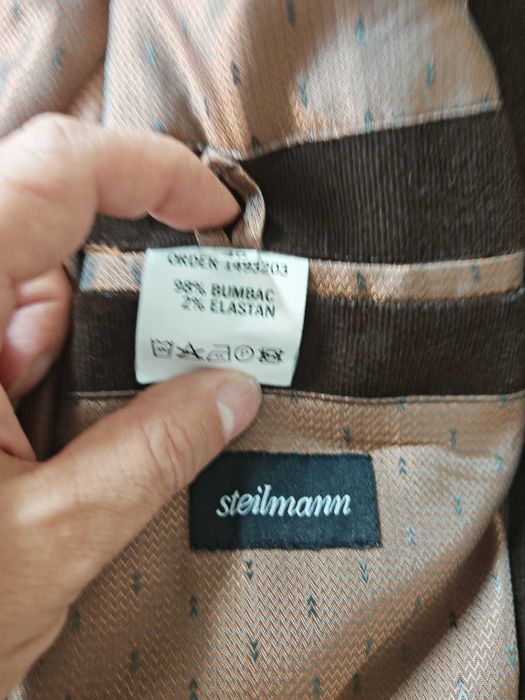 ORDER 1493203
98% BUMBAC
2% ELASTAN
steilmann